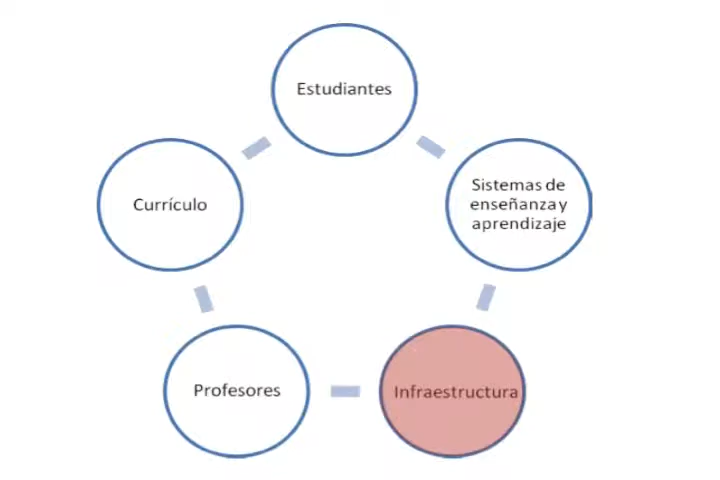 Estudiantes
Sistemas de
enseñanza y
aprendizaje
Currículo
Profesores
Infraestructura